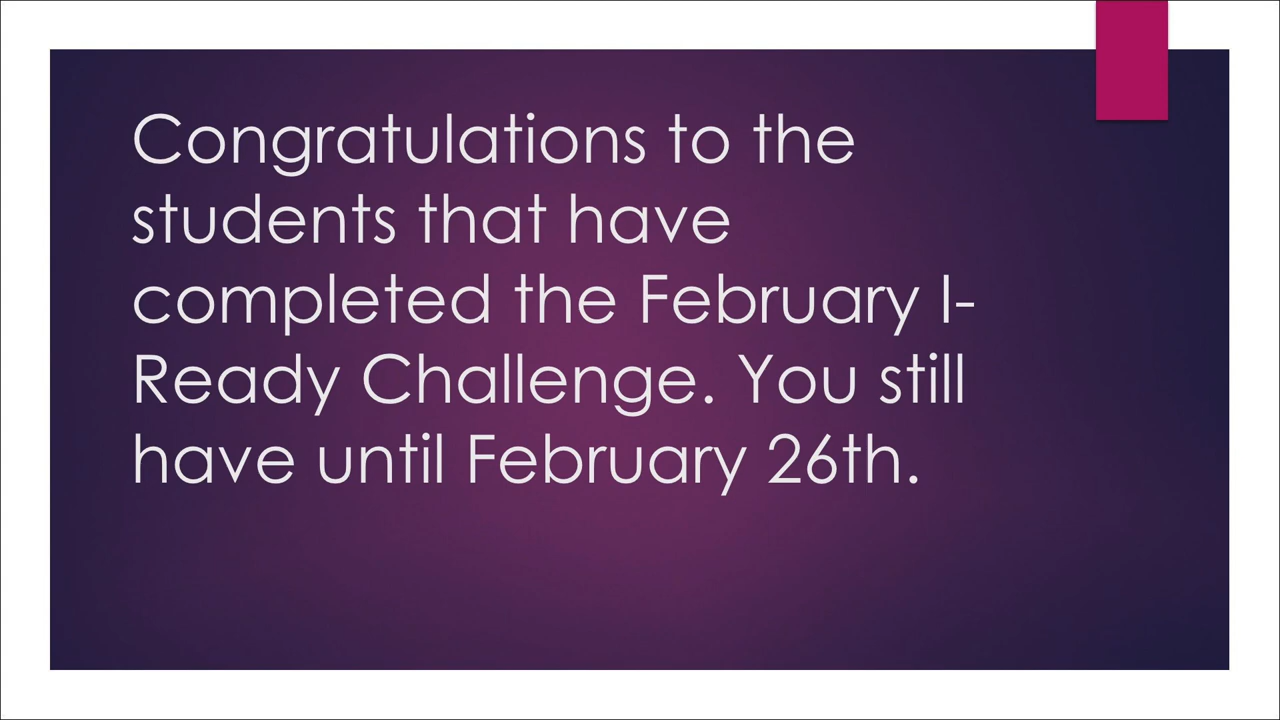 Congratulations to the
students that have
completed the February I-
Ready Challenge. You still
have until February 26th.